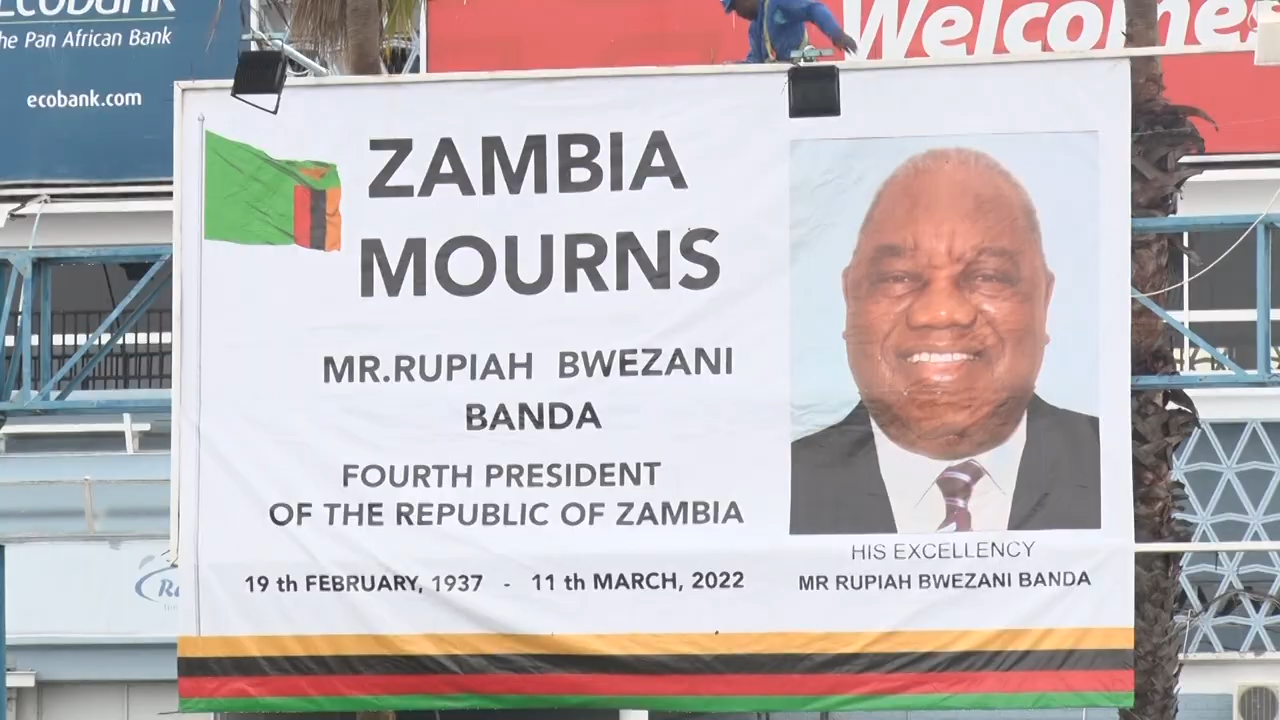 ECOBANK
The Pan African Bank
ecobank.com
Welcomes
ZAMBIA
MOURNS
MR.RUPIAH BWEZANI
BANDA
FOURTH PRESIDENT
OF THE REPUBLIC OF ZAMBIA
19 th FEBRUARY, 1937 - 11 th MARCH, 2022
HIS EXCELLENCY
MR RUPIAH BWEZANI BANDA